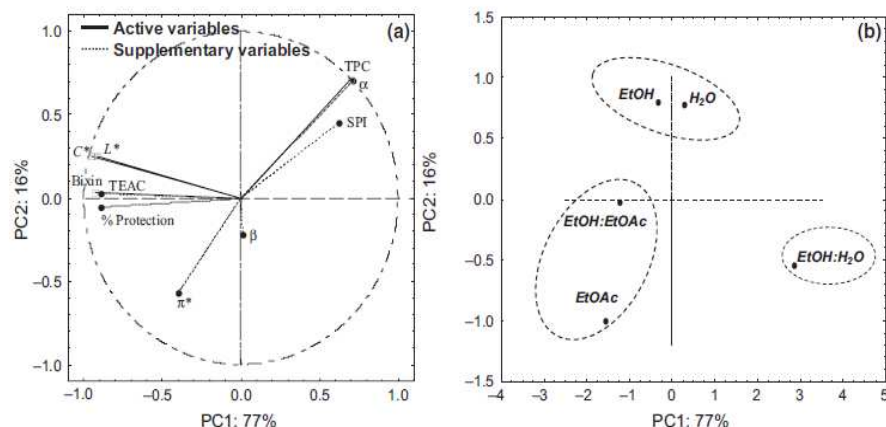 Active variables (a)
Supplementary variables
TPC
α
SPI
C* L*
Bixin TEAC
% Protection
β
π*
1.0
0.5
0.0
−0.5
−1.0
PC2: 16%
−1.0 −0.5 0.0 0.5 1.0
PC1: 77%
(b)
EtOH H₂O
EtOH:EtOAc
EtOH:H₂O
EtOAc
1.5
1.0
0.5
0.0
−0.5
−1.0
−1.5
PC2: 16%
−4 −3 −2 −1 0 1 2 3 4 5
PC1: 77%